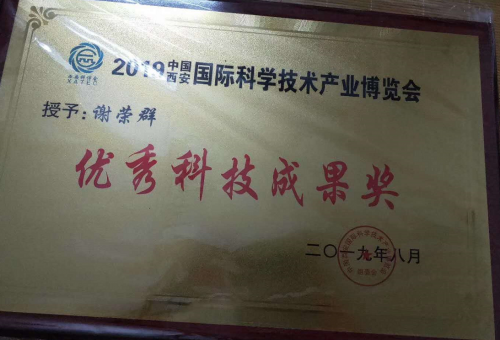 2019中国西安国际科学技术产业博览会
授予:谢荣群
优秀科技成果奖
二〇一九年八月